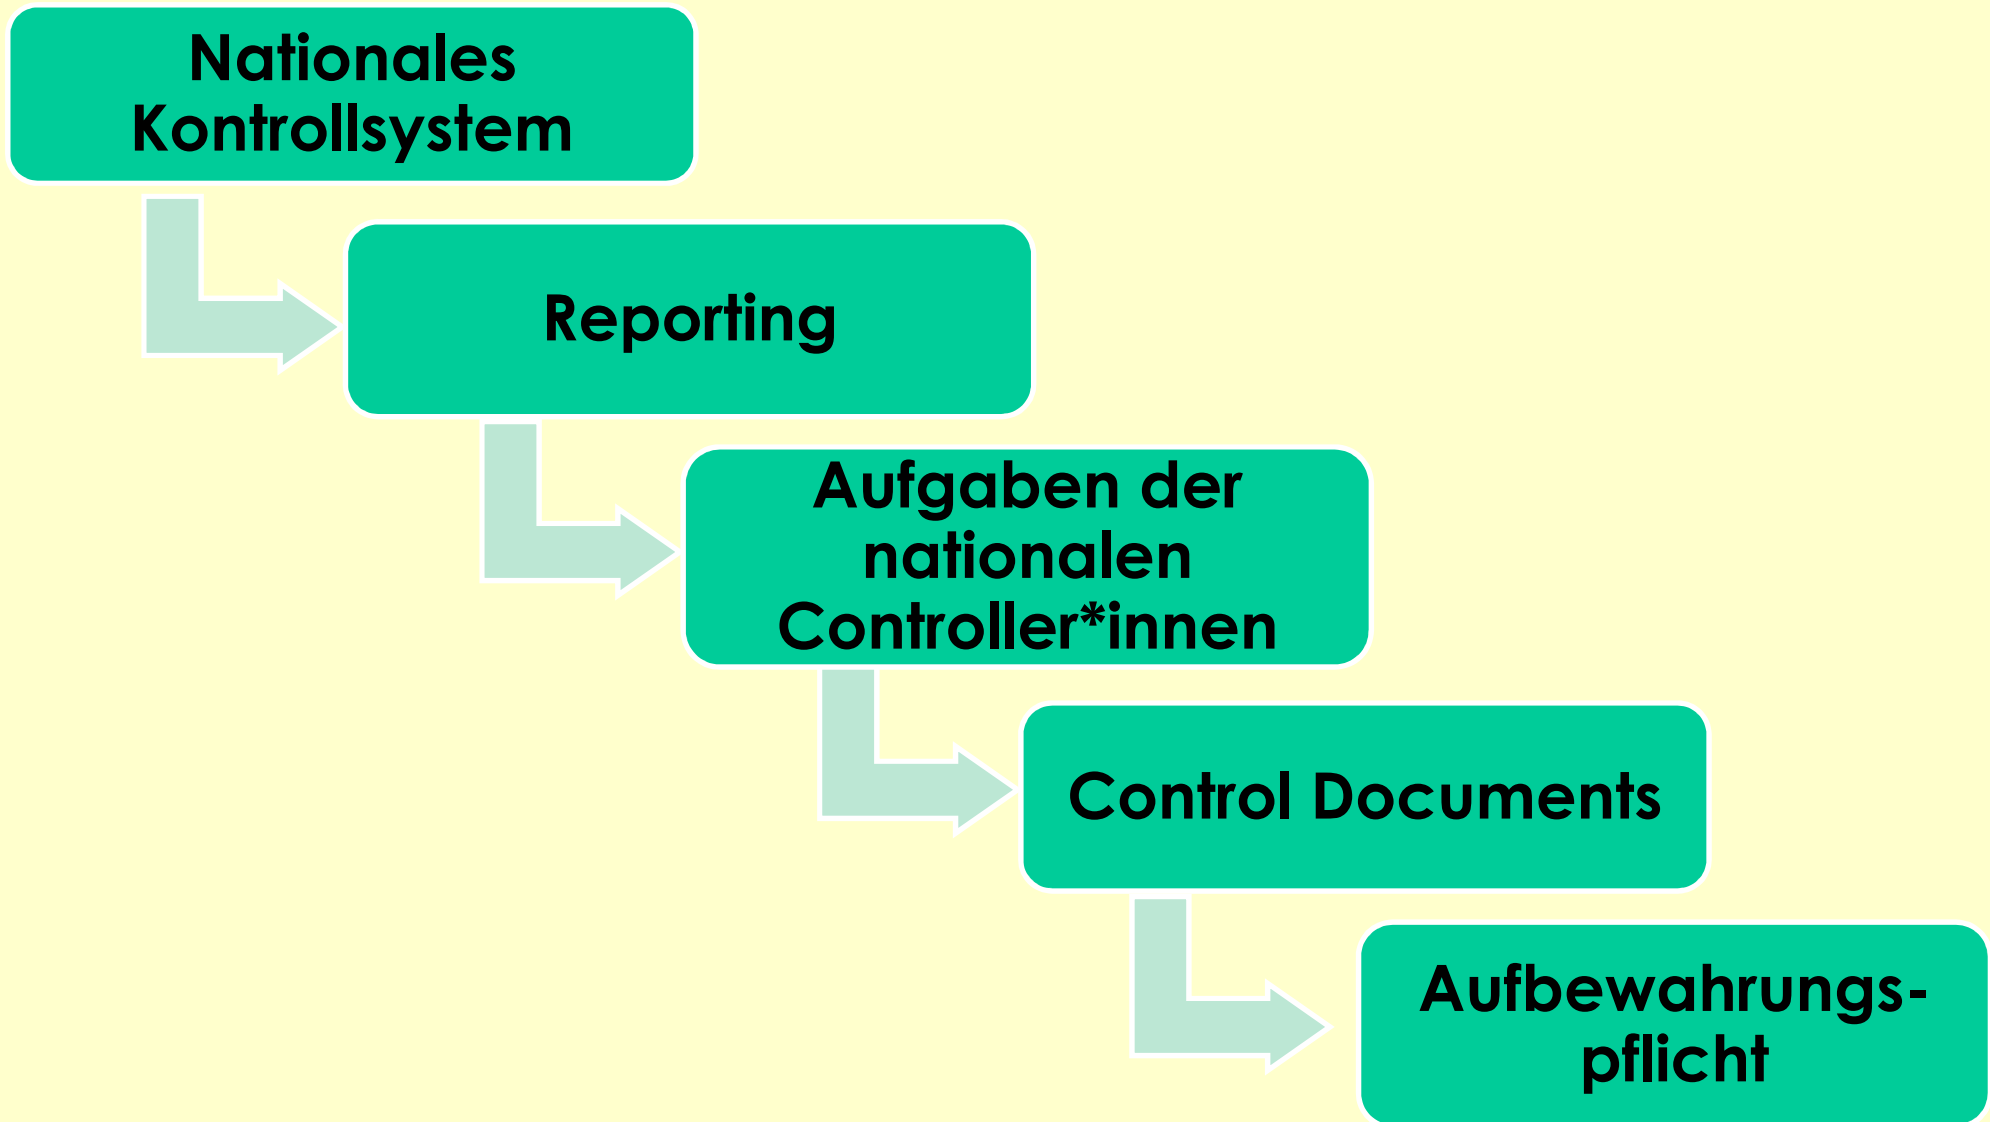 Nationales
Kontrollsystem
Reporting
Aufgaben der
nationalen
Controller*innen
Control Documents
Aufbewahrungs-
pflicht